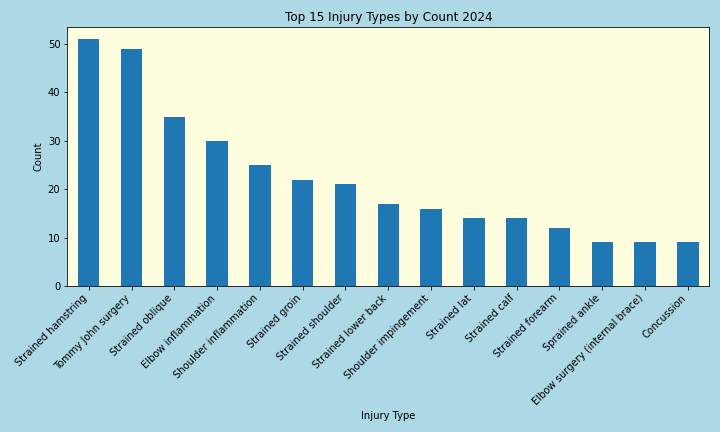 Top 15 Injury Types by Count 2024
Count
50
40
30
20
10
0
Strained hamstring
Tommy John surgery
Strained oblique
Elbow inflammation
Shoulder inflammation
Strained groin
Strained shoulder
Strained lower back
Shoulder impingement
Strained lat
Strained calf
Strained forearm
Sprained ankle
Elbow surgery (internal brace)
Concussion
Injury Type